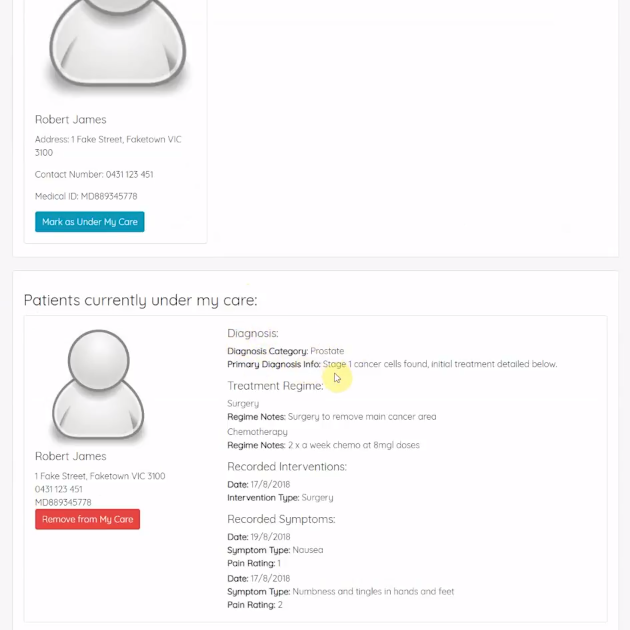 Robert James
Address: 1 Fake Street, Faketown VIC
3100
Contact Number: 0431 123 451
Medical ID: MD889345778
Mark as Under My Care
Patients currently under my care:
Robert James
1 Fake Street, Faketown VIC 3100
0431 123 451
MD889345778
Remove from My Care
Diagnosis:
Diagnosis Category: Prostate
Primary Diagnosis Info: Stage 1 cancer cells found, initial treatment detailed below.
Treatment Regime:
Surgery
Regime Notes: Surgery to remove main cancer area
Chemotherapy
Regime Notes: 2 x a week chemo at 8mgl doses
Recorded Interventions:
Date: 17/8/2018
Intervention Type: Surgery
Recorded Symptoms:
Date: 19/8/2018
Symptom Type: Nausea
Pain Rating: 1
Date: 17/8/2018
Symptom Type: Numbness and tingles in hands and feet
Pain Rating: 2